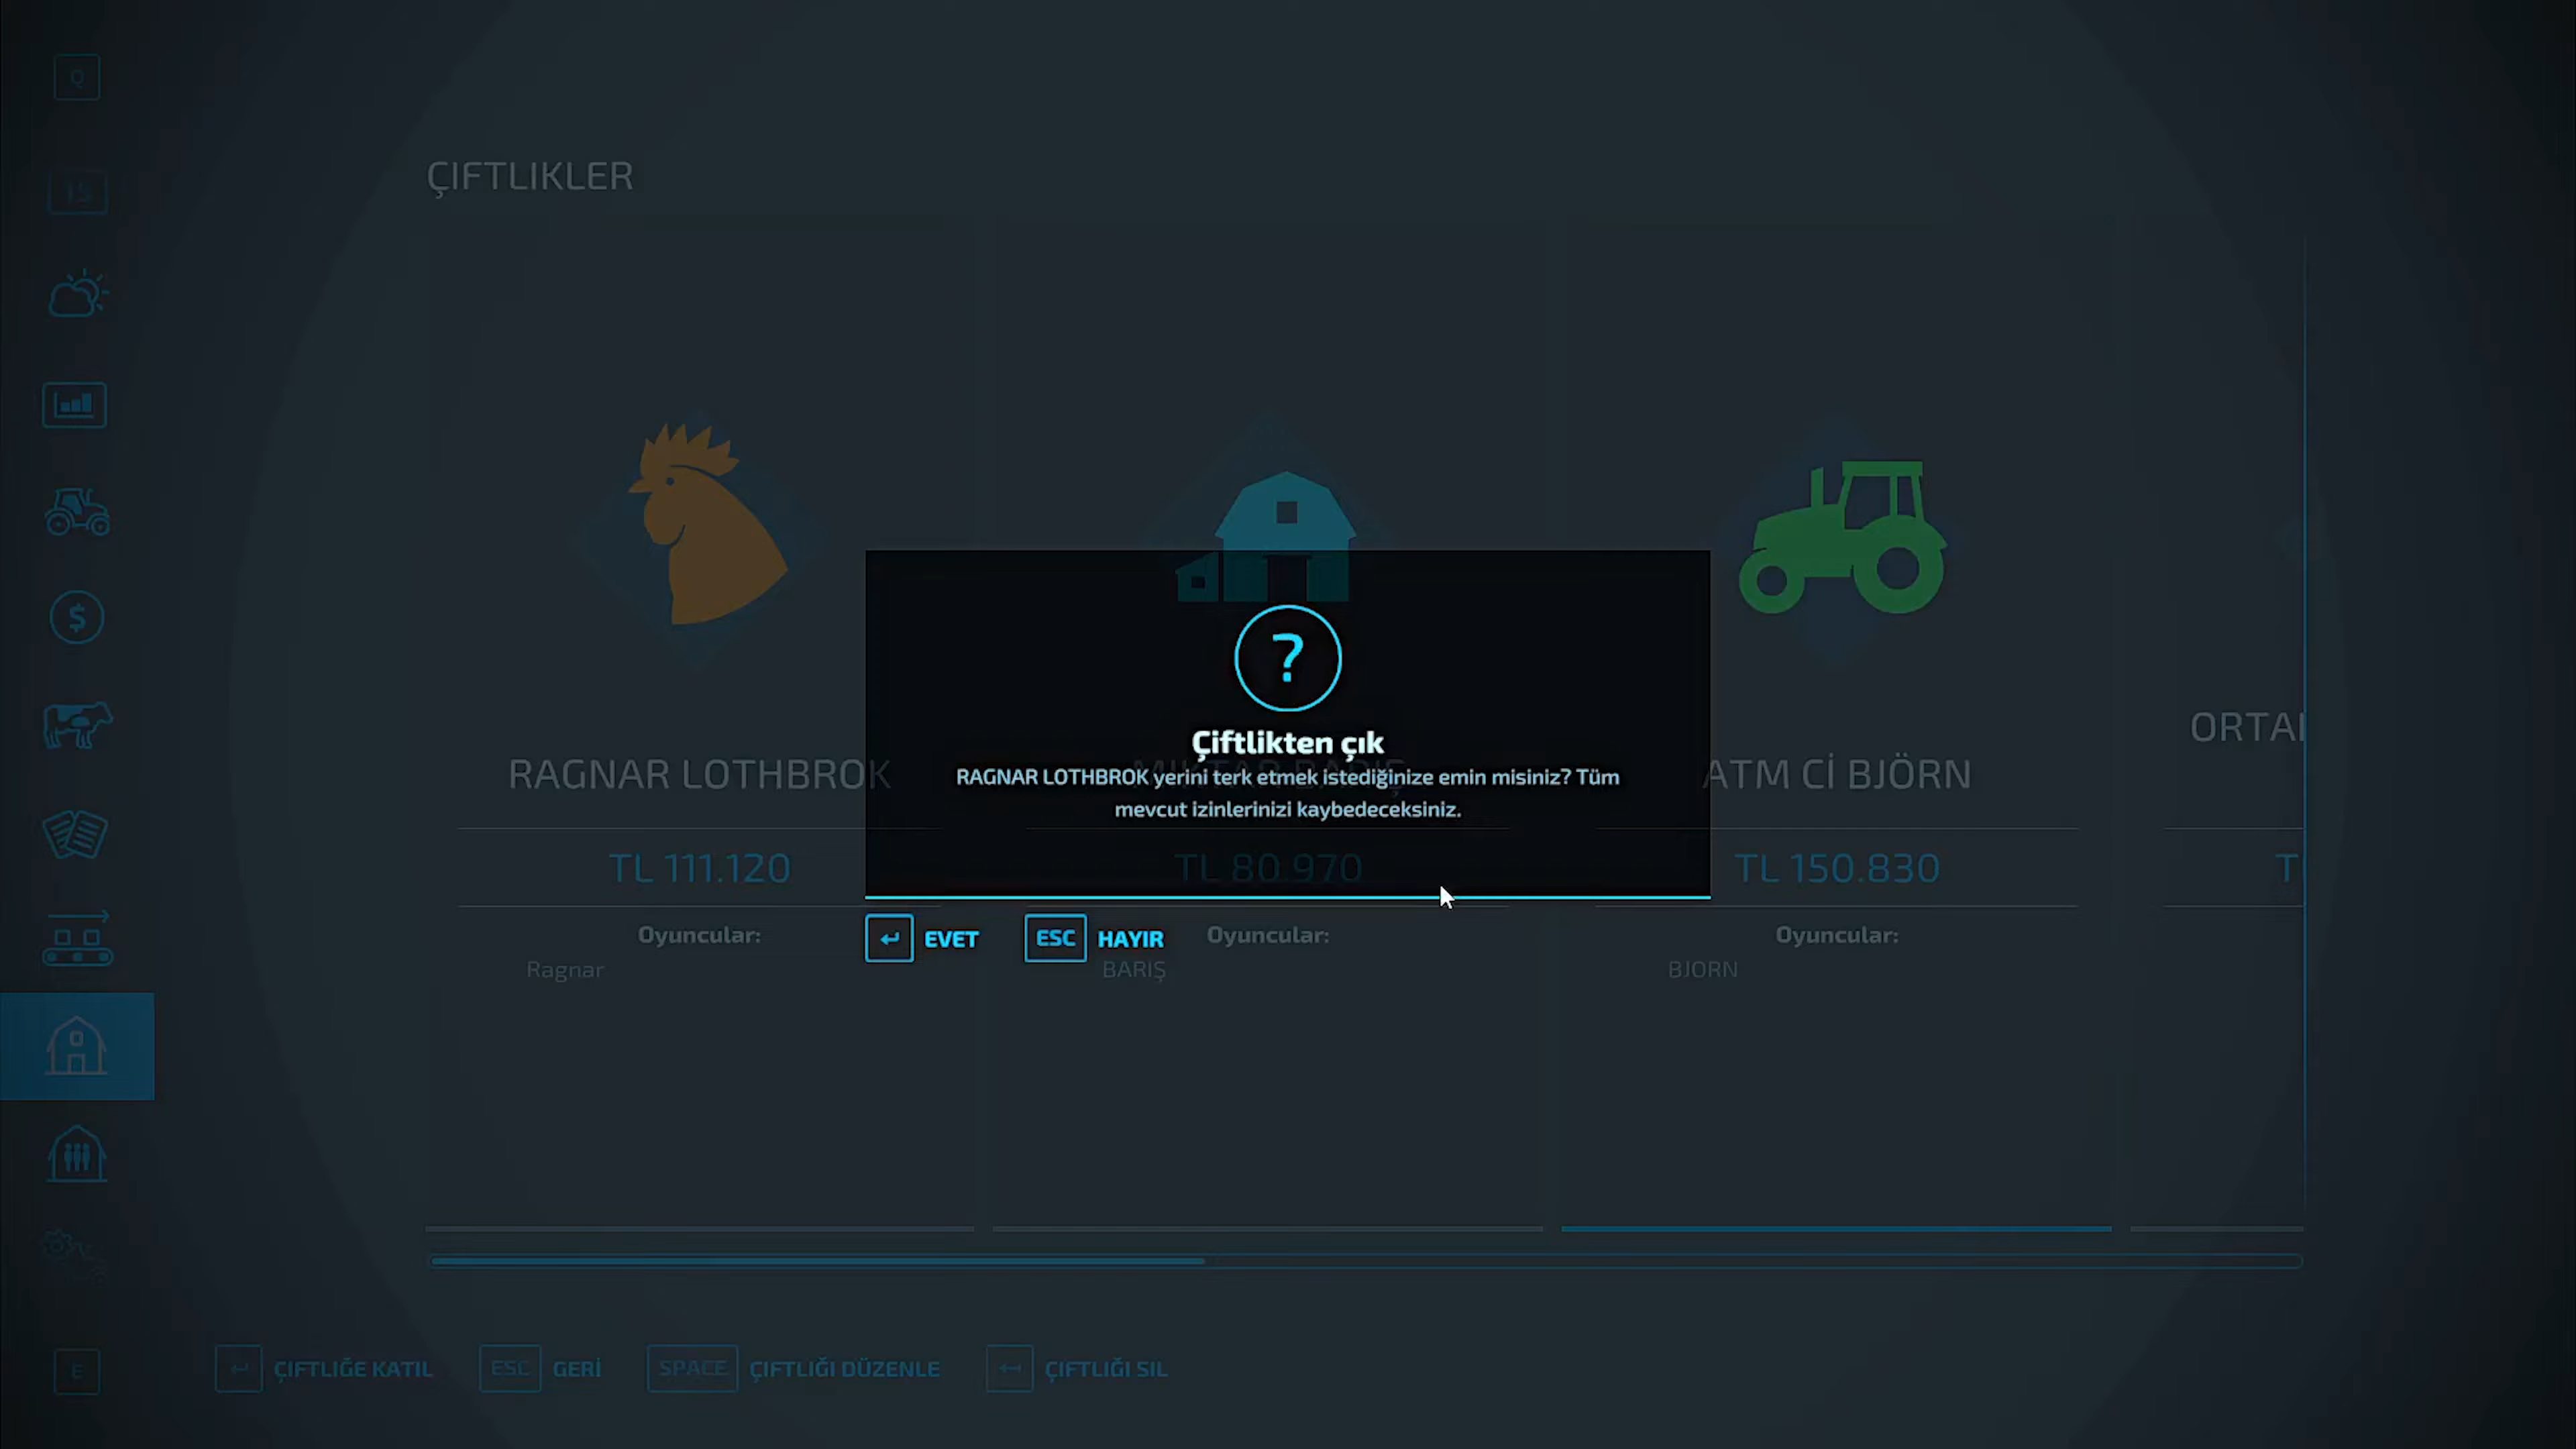 Q
15
ÇIFTLIKLER
RAGNAR LOTHBROK
TL 111.120
Oyuncular:
Ragnar
TL 80.970
Oyuncular:
BARIŞ
ATM Cİ BJÖRN
TL 150.830
Oyuncular:
BJORN
?
Çiftlikten çık
RAGNAR LOTHBROK yerini terk etmek istediğinize emin misiniz? Tüm
mevcut izinlerinizi kaybedeceksiniz.
EVET
ESC HAYIR
E
ÇIFTLIĞE KATIL
ESC GERİ
SPACE ÇIFTLIĞI DÜZENLE
ÇIFTLIĞI SIL